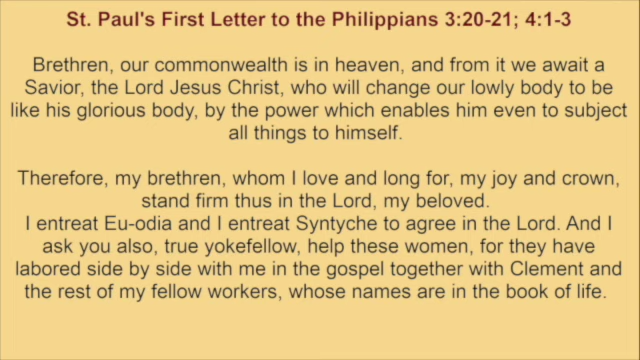 St. Paul's First Letter to the Philippians 3:20-21; 4:1-3
Brethren, our commonwealth is in heaven, and from it we await a
Savior, the Lord Jesus Christ, who will change our lowly body to be
like his glorious body, by the power which enables him even to subject
all things to himself.
Therefore, my brethren, whom I love and long for, my joy and crown,
stand firm thus in the Lord, my beloved.
I entreat Eu-odia and I entreat Syntyche to agree in the Lord. And I
ask you also, true yokefellow, help these women, for they have
labored side by side with me in the gospel together with Clement and
the rest of my fellow workers, whose names are in the book of life.